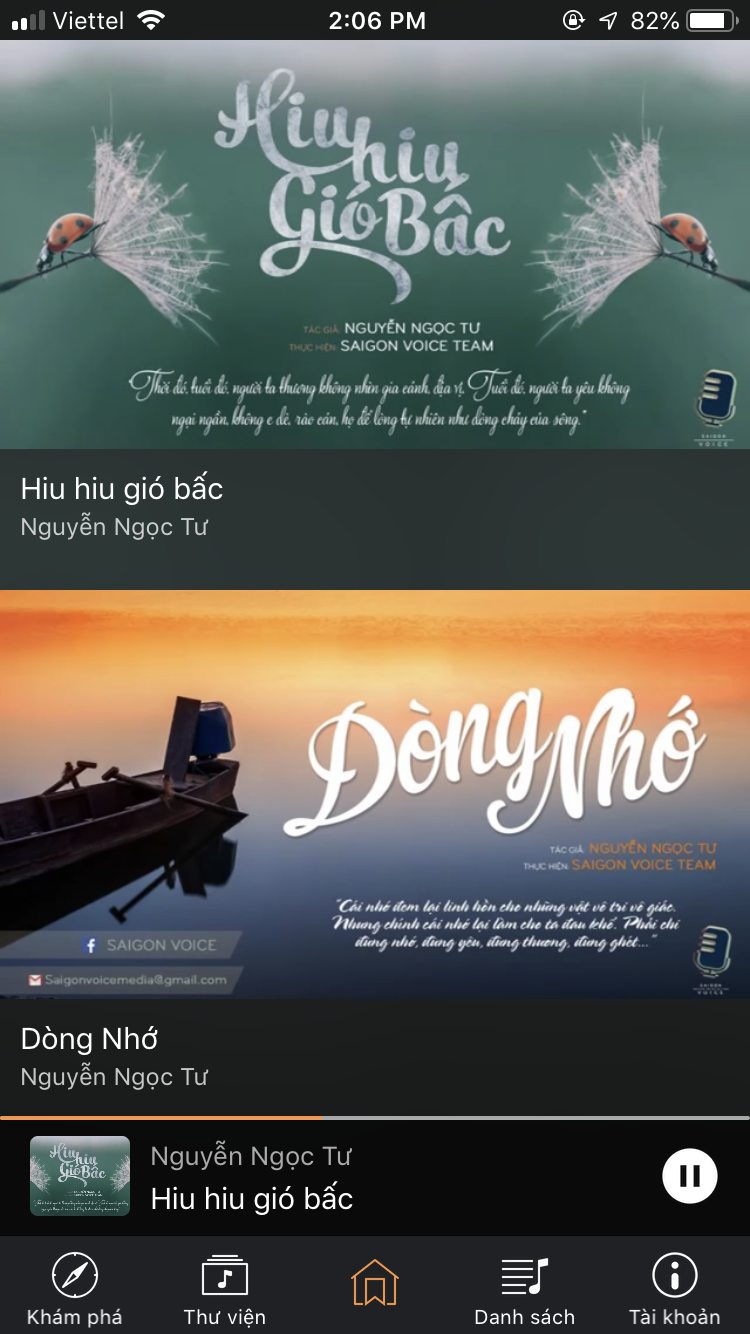 Viettel 2:06 PM 82%
Hiu hiu
Gió Bấc
TÁC GIẢ: NGUYỄN NGỌC TƯ
THỰC HIỆN: SAIGON VOICE TEAM
"Thời đó, tuổi đó, người ta thương không nhìn gia cảnh, địa vị. Tuổi đó, người ta yêu không
ngại ngần, không e dè, rào cản, họ để lòng tự nhiên như dòng chảy của sông."
SAIGON
VOICE
Hiu hiu gió bấc
Nguyễn Ngọc Tư
Dòng Nhớ
TÁC GIẢ: NGUYỄN NGỌC TƯ
THỰC HIỆN: SAIGON VOICE TEAM
"Cái nhớ đem lại linh hồn cho những vật vô tri vô giác.
Nhưng chính cái nhớ lại làm cho ta đau khổ. Phải chi
đừng nhớ, đừng yêu, đừng thương, đừng ghét..."
SAIGON VOICE
Saigonvoicemedia@gmail.com
SAIGON
VOICE
Dòng Nhớ
Nguyễn Ngọc Tư
Hiu hiu
Gió Bấc
Nguyễn Ngọc Tư
Hiu hiu gió bấc
Khám phá
Thư viện
Danh sách
Tài khoản